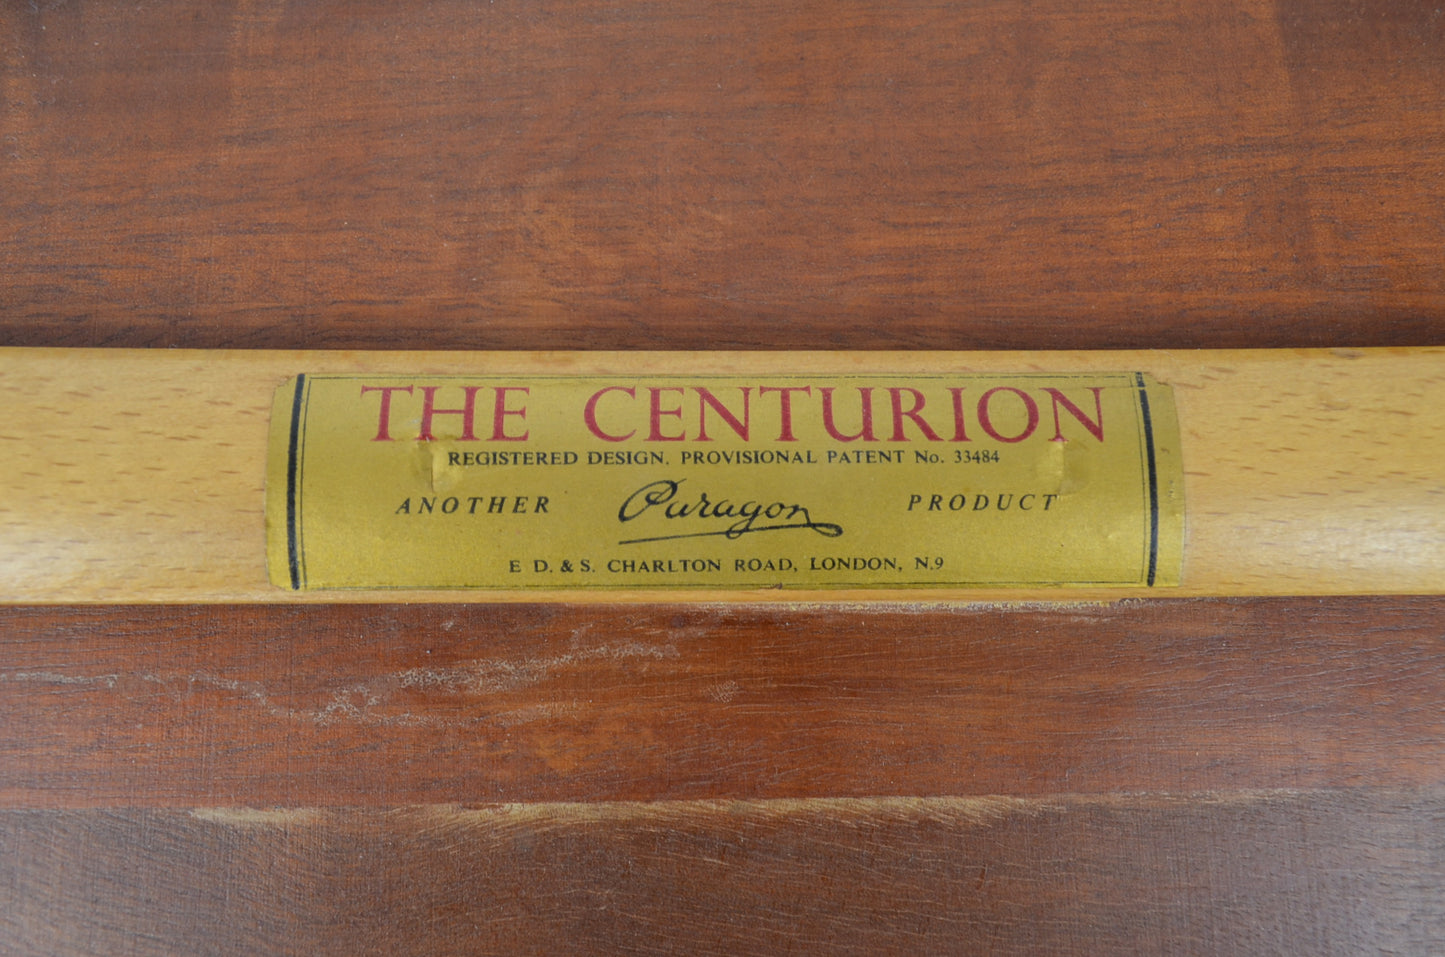 THE CENTURION
REGISTERED DESIGN. PROVISIONAL PATENT No. 33484
ANOTHER Paragon PRODUCT
E D. & S. CHARLTON ROAD, LONDON, N.9